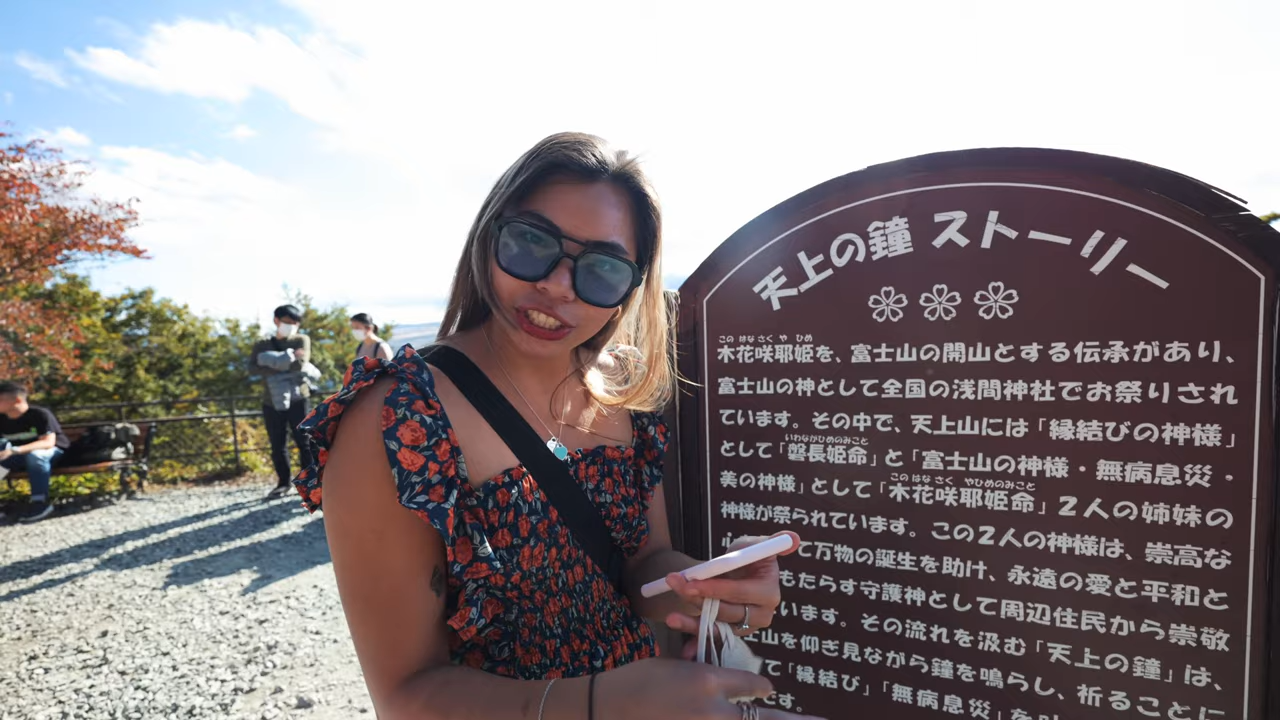 天上の鐘 ストーリー
この はな さく や ひめ
木花咲耶姫を、富士山の開山とする伝承があり、
富士山の神として全国の浅間神社でお祭りされ
ています。その中で、天上山には「縁結びの神様」
いわながひめのみこと
として「磐長姫命」と「富士山の神様・無病息災・
この はな さく やひめのみこと
美の神様」として「木花咲耶姫命」2人の姉妹の
神様が祭られています。この2人の神様は、崇高な
て万物の誕生を助け、永遠の愛と平和と
もたらす守護神として周辺住民から崇敬
います。その流れを汲む「天上の鐘」は、
士山を仰ぎ見ながら鐘を鳴らし、祈ることに
て「縁結び」「無病息災」を
です。